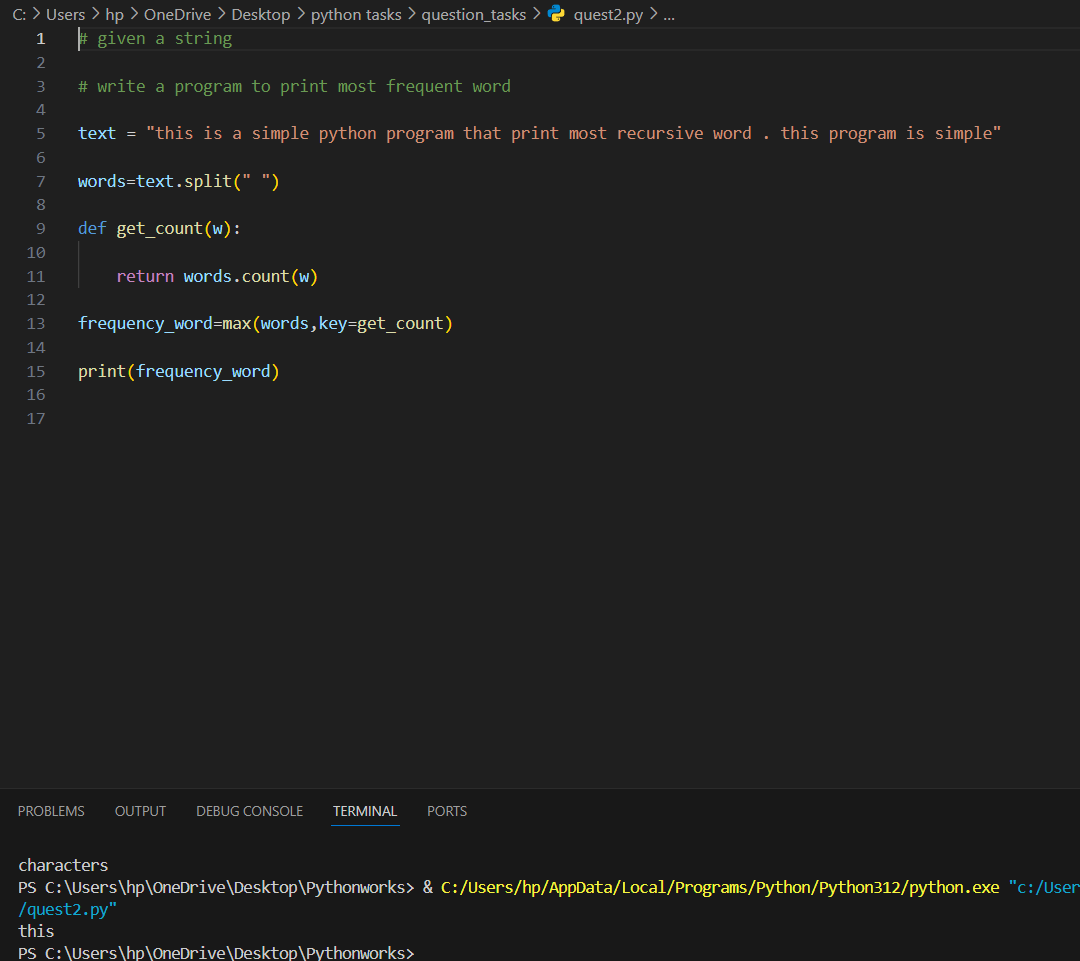 C: > Users > hp > OneDrive > Desktop > python tasks > question_tasks > quest2.py > ...
1 # given a string
2
3 # write a program to print most frequent word
4
5 text = "this is a simple python program that print most recursive word . this program is simple"
6
7 words=text.split(" ")
8
9 def get_count(w):
10
11     return words.count(w)
12
13 frequency_word=max(words,key=get_count)
14
15 print(frequency_word)
16
17
PROBLEMS OUTPUT DEBUG CONSOLE TERMINAL PORTS
characters
PS C:\Users\hp\OneDrive\Desktop\Pythonworks> & C:/Users/hp/AppData/Local/Programs/Python/Python312/python.exe "c:/User
/quest2.py"
this
PS C:\Users\hp\OneDrive\Desktop\Pythonworks>